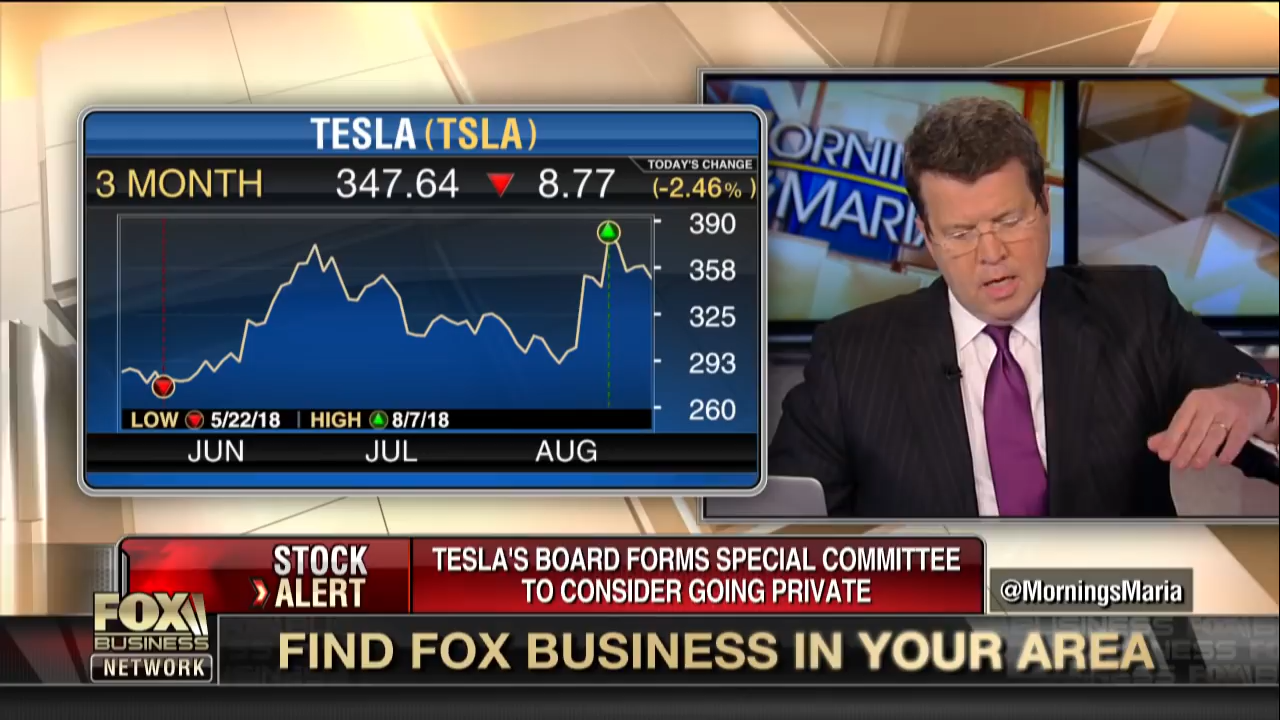 TESLA (TSLA)
3 MONTH 347.64 8.77
TODAY'S CHANGE
(-2.46%)
390
358
325
293
260
LOW 5/22/18 | HIGH 8/7/18
JUN JUL AUG
MARIA
STOCK
ALERT
TESLA'S BOARD FORMS SPECIAL COMMITTEE
TO CONSIDER GOING PRIVATE
@MorningsMaria
FOX
BUSINESS
NETWORK
FIND FOX BUSINESS IN YOUR AREA